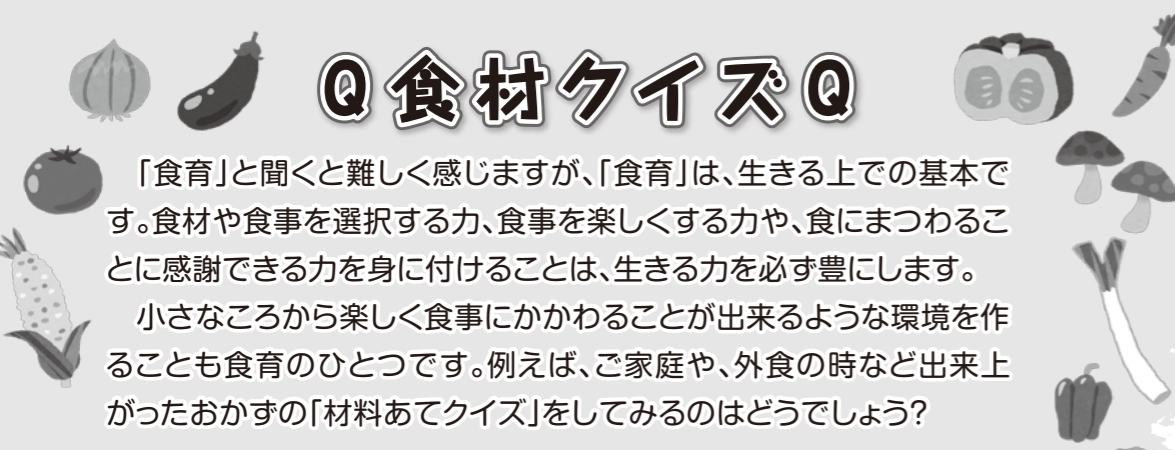 Q食材クイズQ
「食育」と聞くと難しく感じますが、「食育」は、生きる上での基本で
す。食材や食事を選択する力、食事を楽しくする力や、食にまつわるこ
とに感謝できる力を身に付けることは、生きる力を必ず豊にします。
小さなころから楽しく食事にかかわることが出来るような環境を作
ることも食育のひとつです。例えば、ご家庭や、外食の時など出来上
がったおかずの「材料あてクイズ」をしてみるのはどうでしょう?